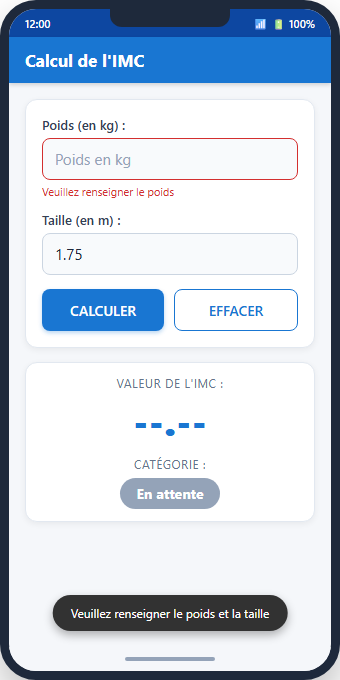 12:00 100%
Calcul de l'IMC
Poids (en kg) :
Poids en kg
Veuillez renseigner le poids
Taille (en m) :
1.75
CALCULER EFFACER
VALEUR DE L'IMC :
--.--
CATÉGORIE :
En attente
Veuillez renseigner le poids et la taille